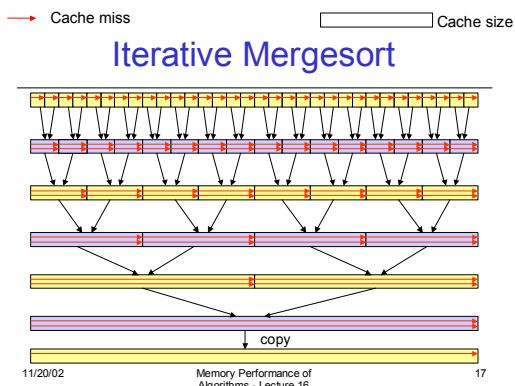 Cache miss
Cache size
Iterative Mergesort
copy
11/20/02
Memory Performance of
Algorithms - Lecture 16
17